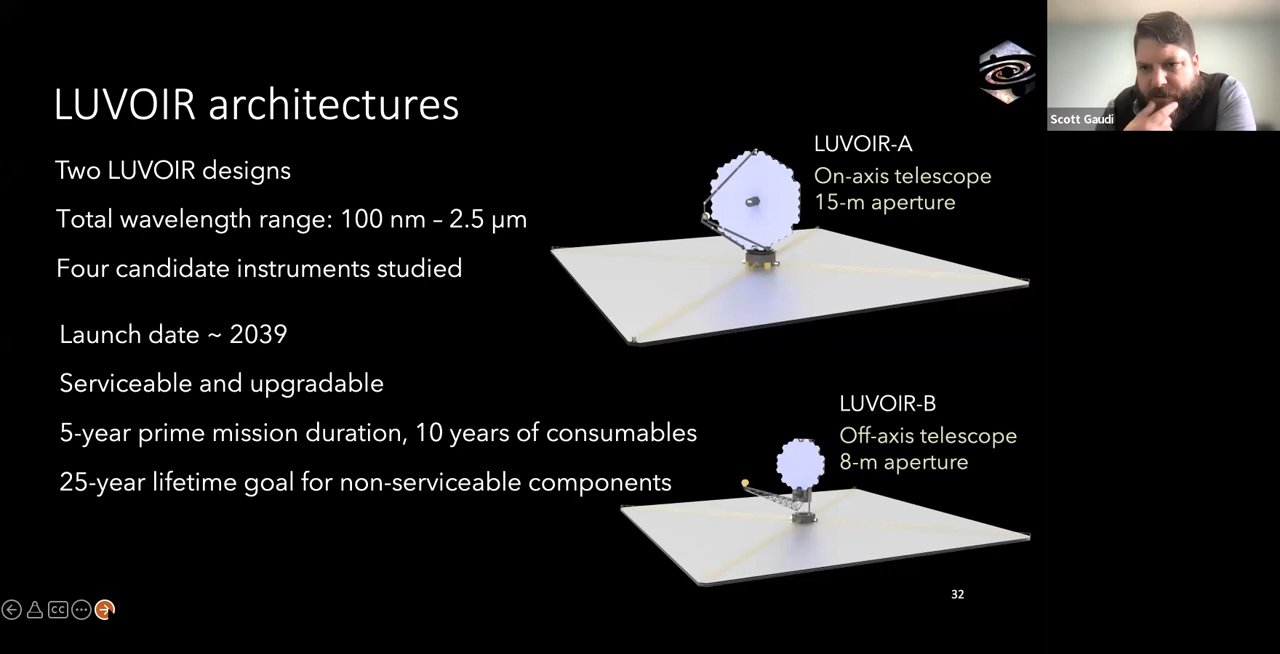 LUVOIR architectures
Two LUVOIR designs
Total wavelength range: 100 nm – 2.5 µm
Four candidate instruments studied
Launch date ~ 2039
Serviceable and upgradable
5-year prime mission duration, 10 years of consumables
25-year lifetime goal for non-serviceable components
Scott Gaudi
LUVOIR-A
On-axis telescope
15-m aperture
LUVOIR-B
Off-axis telescope
8-m aperture
32
CC